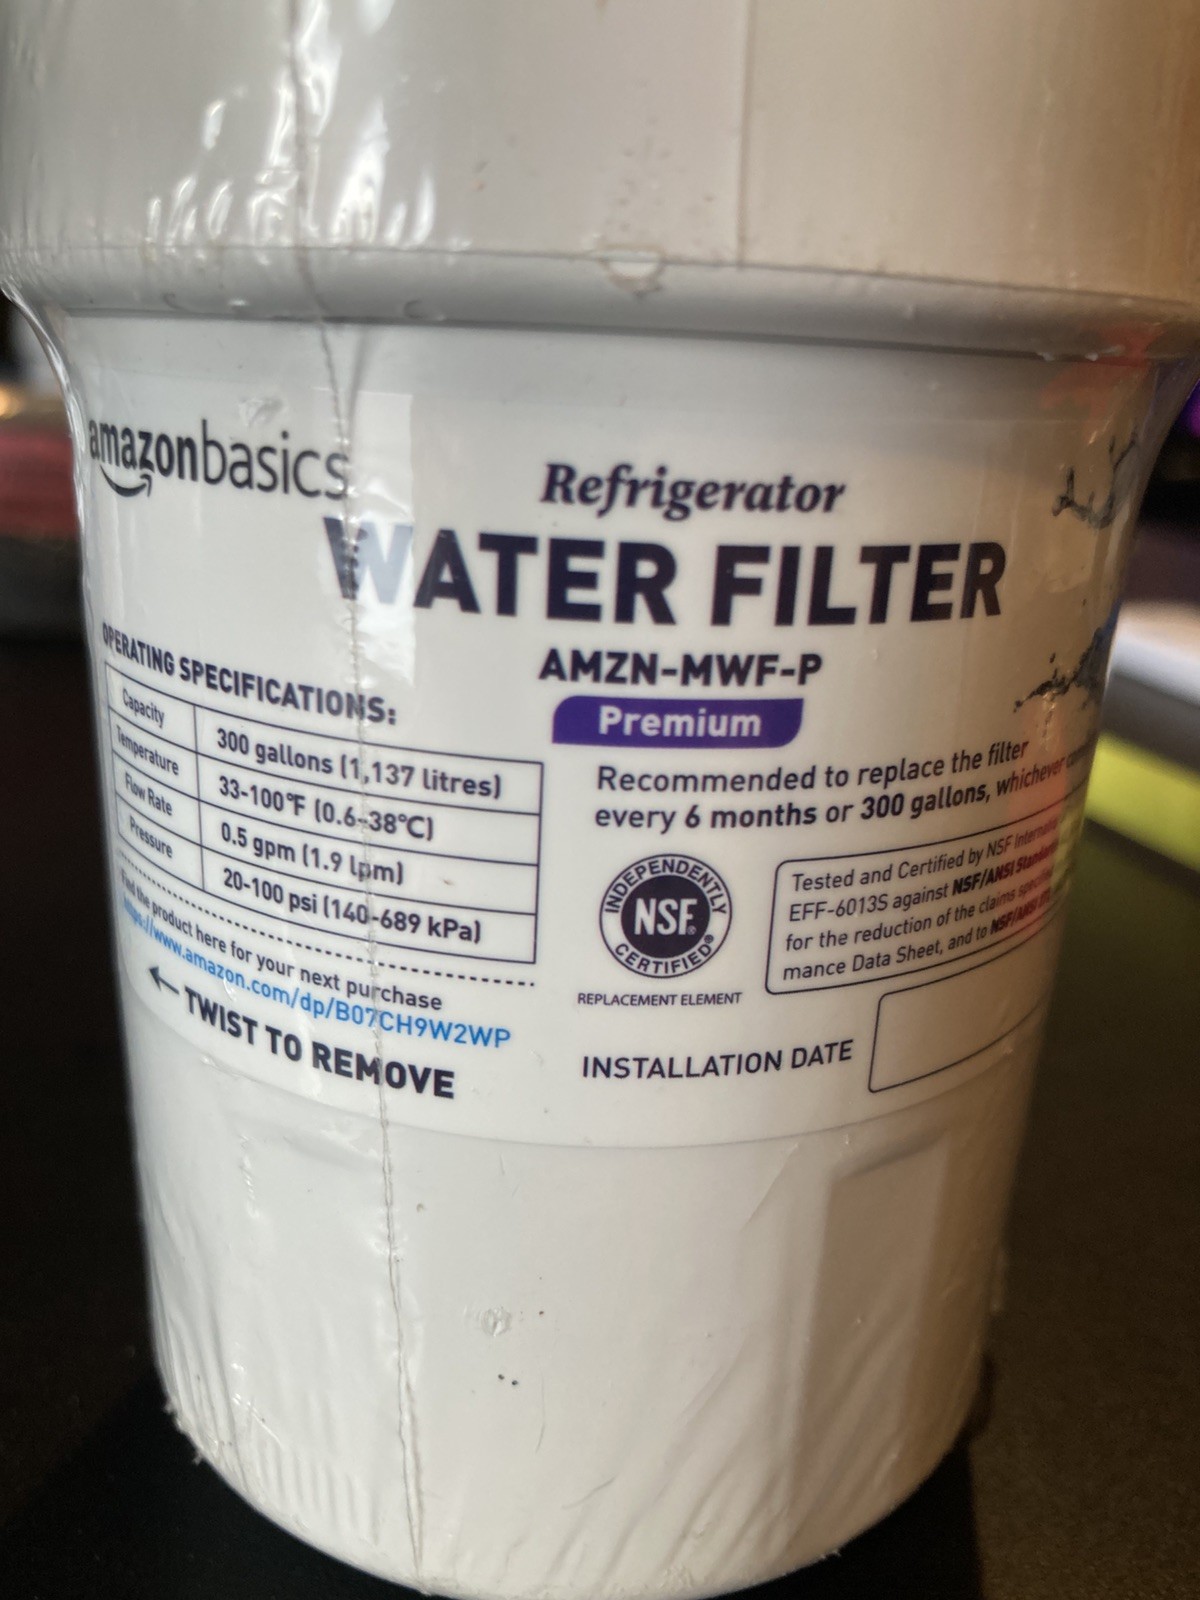 amazonbasics
Refrigerator
WATER FILTER
AMZN-MWF-P
Premium
OPERATING SPECIFICATIONS:
Capacity 300 gallons (1,137 litres)
Temperature 33-100°F (0.6-38°C)
Flow Rate 0.5 gpm (1.9 lpm)
Pressure 20-100 psi (140-689 kPa)
Find the product here for your next purchase
https://www.amazon.com/dp/B07CH9W2WP
← TWIST TO REMOVE
Recommended to replace the filter
every 6 months or 300 gallons, whichever
INDEPENDENTLY
NSF®
CERTIFIED®
REPLACEMENT ELEMENT
Tested and Certified by NSF
EFF-6013S against NSF/ANSI
for the reduction of the claims
mance Data Sheet, and to NSF/ANSI
INSTALLATION DATE